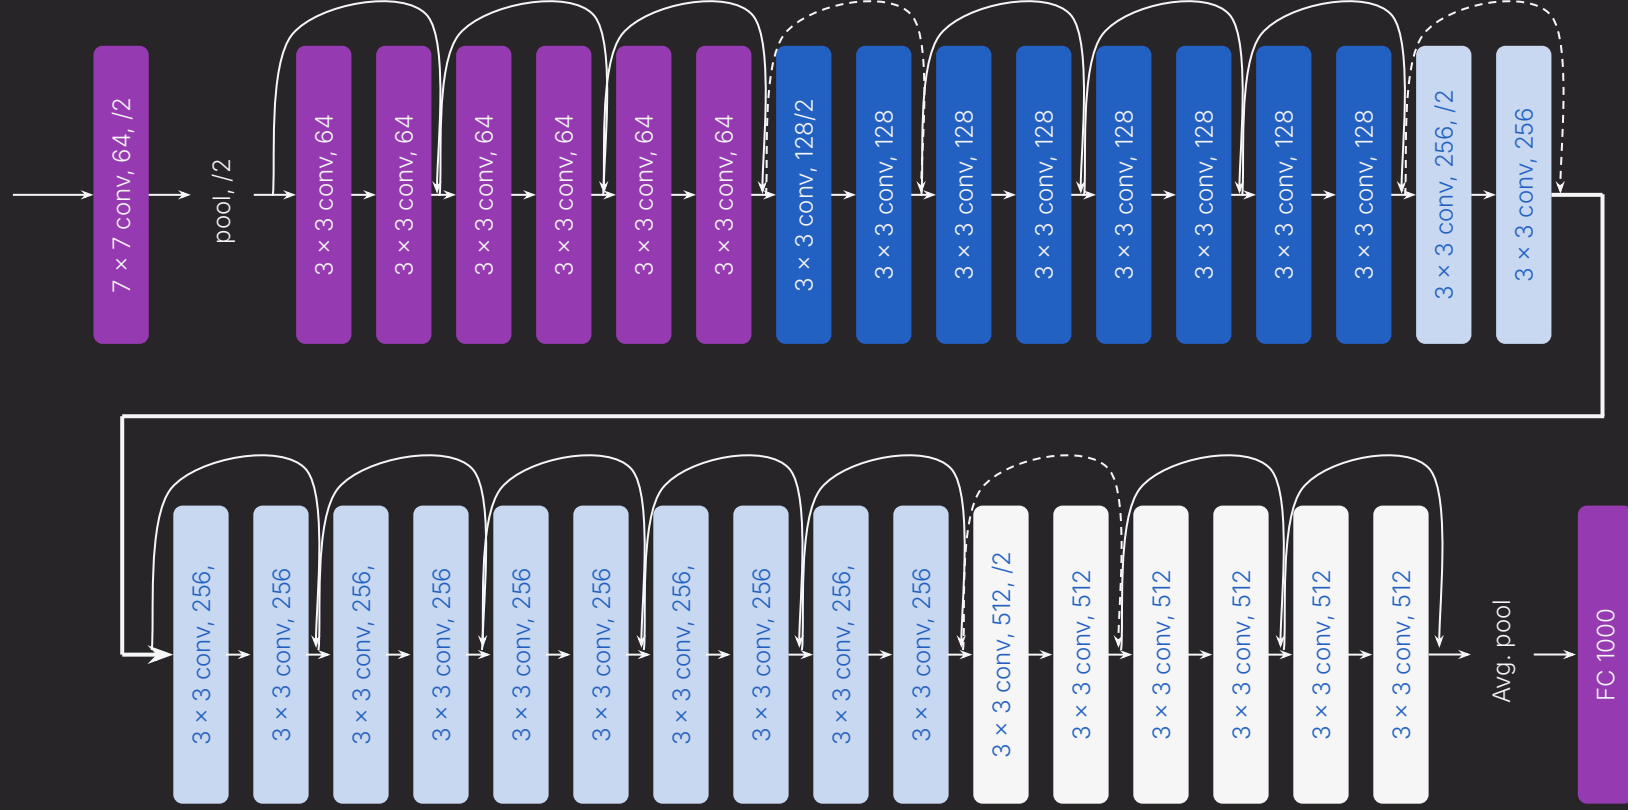 7 × 7 conv, 64, /2
pool, /2
3 × 3 conv, 64
3 × 3 conv, 64
3 × 3 conv, 64
3 × 3 conv, 64
3 × 3 conv, 64
3 × 3 conv, 64
3 × 3 conv, 128/2
3 × 3 conv, 128
3 × 3 conv, 128
3 × 3 conv, 128
3 × 3 conv, 128
3 × 3 conv, 128
3 × 3 conv, 128
3 × 3 conv, 128
3 × 3 conv, 256, /2
3 × 3 conv, 256
3 × 3 conv, 256,
3 × 3 conv, 256
3 × 3 conv, 256,
3 × 3 conv, 256
3 × 3 conv, 256
3 × 3 conv, 256
3 × 3 conv, 256,
3 × 3 conv, 256
3 × 3 conv, 256,
3 × 3 conv, 256
3 × 3 conv, 512, /2
3 × 3 conv, 512
3 × 3 conv, 512
3 × 3 conv, 512
3 × 3 conv, 512
3 × 3 conv, 512
Avg. pool
FC 1000